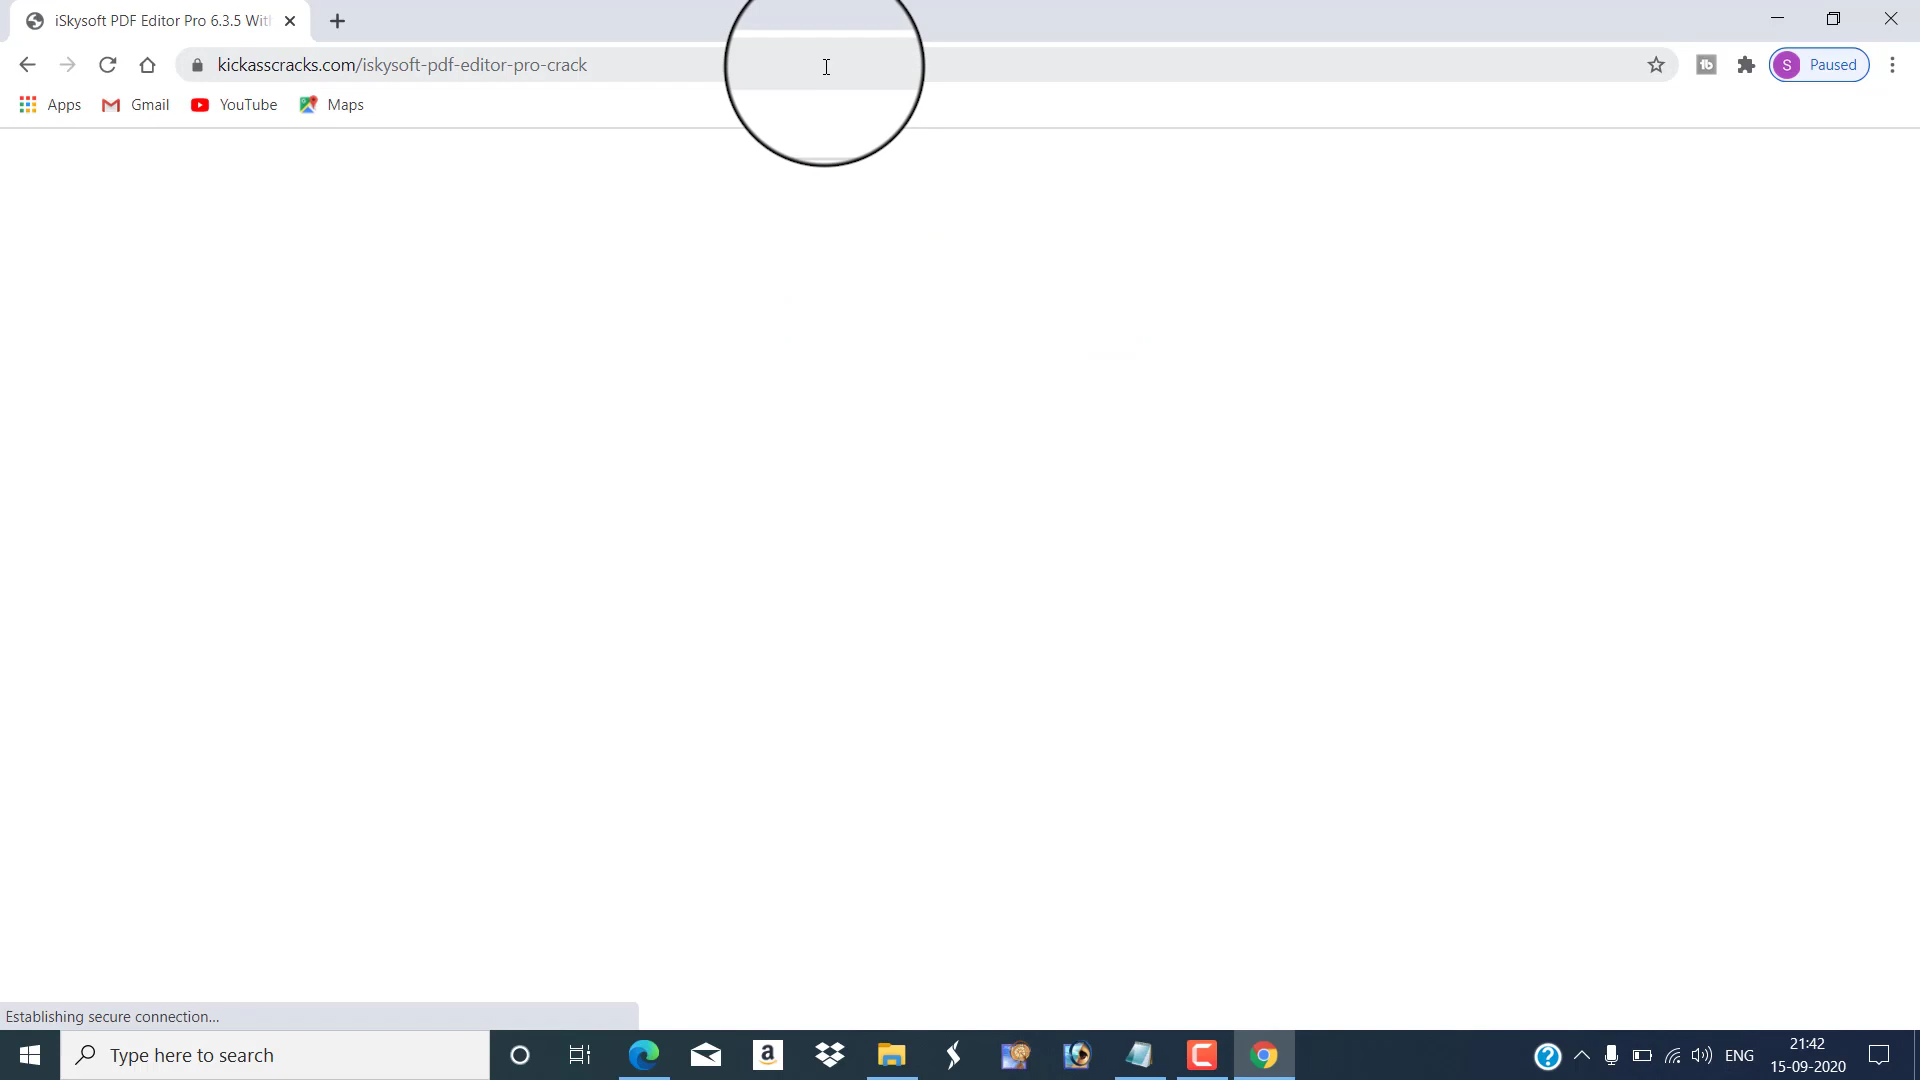 iSkysoft PDF Editor Pro 6.3.5 Wit
kickasscracks.com/iskysoft-pdf-editor-pro-crack
S Paused
Apps Gmail YouTube Maps
Establishing secure connection...
Type here to search
a
ENG
21:42
15-09-2020